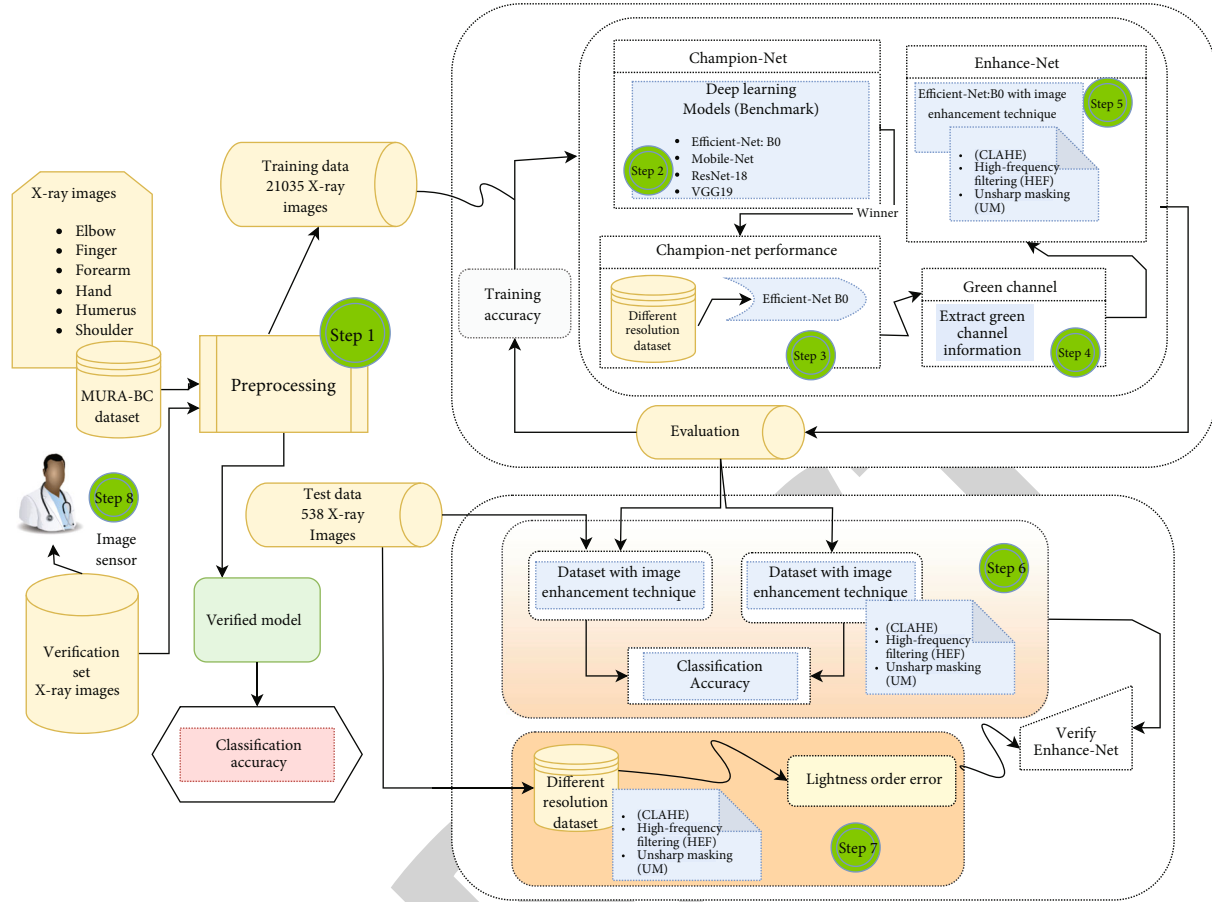 X-ray images
• Elbow
• Finger
• Forearm
• Hand
• Humerus
• Shoulder
MURA-BC
dataset
Step 8
Image
sensor
Verification
set
X-ray images
Step 1
Preprocessing
Training data
21035 X-ray
images
Training
accuracy
Verified model
Classification
accuracy
Test data
538 X-ray
Images
Champion-Net
Deep learning
Models (Benchmark)
• Efficient-Net: B0
• Mobile-Net
• ResNet-18
• VGG19
Step 2
Winner
Champion-net performance
Different
resolution
dataset
Efficient-Net B0
Step 3
Green channel
Extract green
channel
information
Step 4
Enhance-Net
Efficient-Net:B0 with image
enhancement technique
Step 5
• (CLAHE)
• High-frequency
filtering (HEF)
• Unsharp masking
(UM)
Evaluation
Dataset with image
enhancement technique
Dataset with image
enhancement technique
Step 6
• (CLAHE)
• High-frequency
filtering (HEF)
• Unsharp masking
(UM)
Classification
Accuracy
Verify
Enhance-Net
Different
resolution
dataset
• (CLAHE)
• High-frequency
filtering (HEF)
• Unsharp masking
(UM)
Lightness order error
Step 7